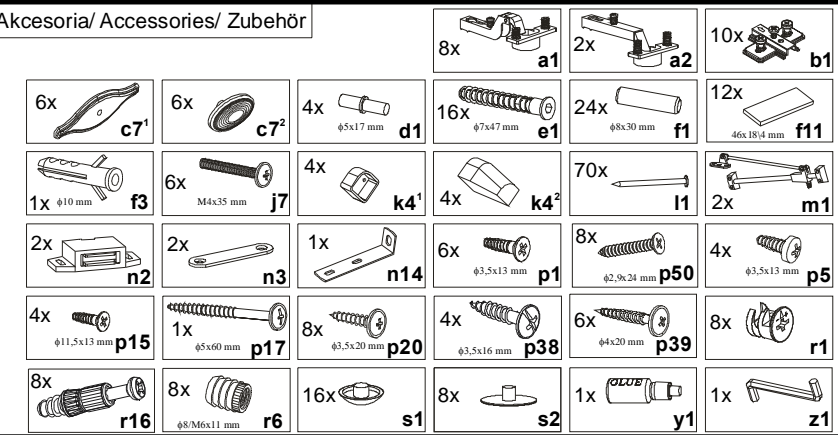 Akcesoria/ Accessories/ Zubehör
8x a1
2x a2
10x b1
6x c7¹
6x c7²
4x ϕ5x17 mm d1
16x ϕ7x47 mm e1
24x ϕ8x30 mm f1
12x 46x18\4 mm f11
1x ϕ10 mm f3
6x M4x35 mm j7
4x k4¹
4x k4²
70x l1
2x m1
2x n2
2x n3
1x n14
6x ϕ3,5x13 mm p1
8x ϕ2,9x24 mm p50
4x ϕ3,5x13 mm p5
4x ϕ11,5x13 mm p15
1x ϕ5x60 mm p17
8x ϕ3,5x20 mm p20
4x ϕ3,5x16 mm p38
6x ϕ4x20 mm p39
8x r1
8x r16
8x ϕ8/M6x11 mm r6
16x s1
8x s2
1x GLUE y1
1x z1